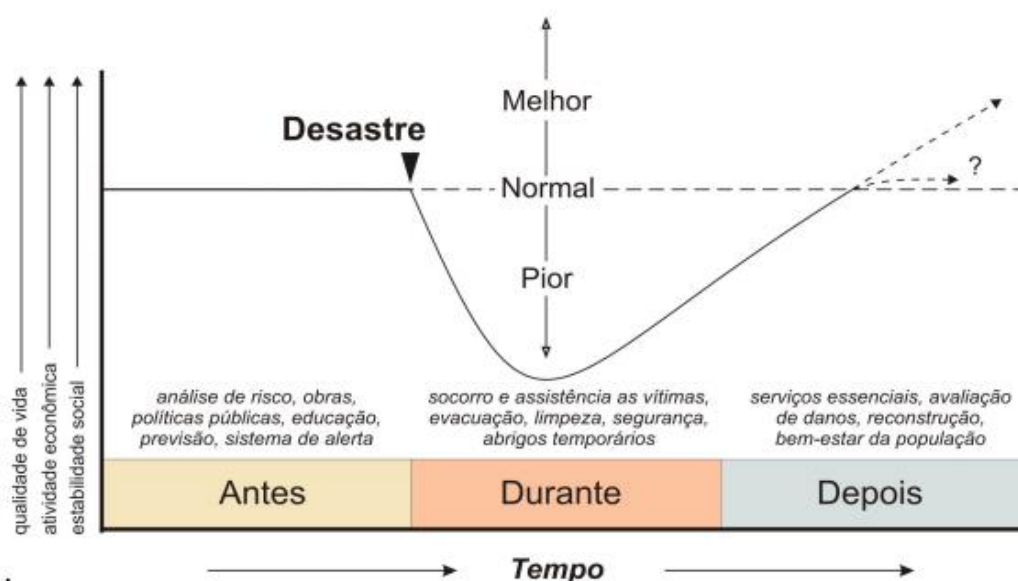 Melhor
Desastre
Normal
?
Pior
qualidade de vida
atividade econômica
estabilidade social
análise de risco, obras,
políticas públicas, educação,
previsão, sistema de alerta
socorro e assistência as vítimas,
evacuação, limpeza, segurança,
abrigos temporários
serviços essenciais, avaliação
de danos, reconstrução,
bem-estar da população
Antes
Durante
Depois
Tempo